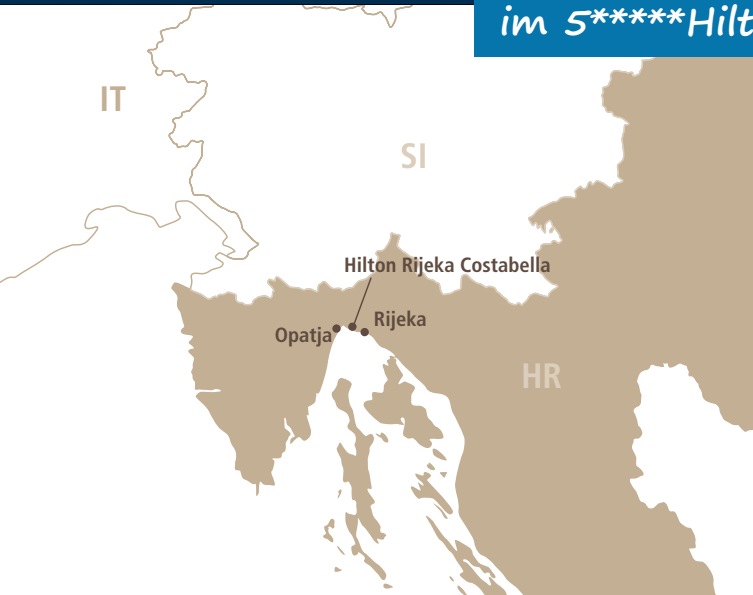 im 5*****Hilt
IT
SI
Hilton Rijeka Costabella
Rijeka
Opatja
HR